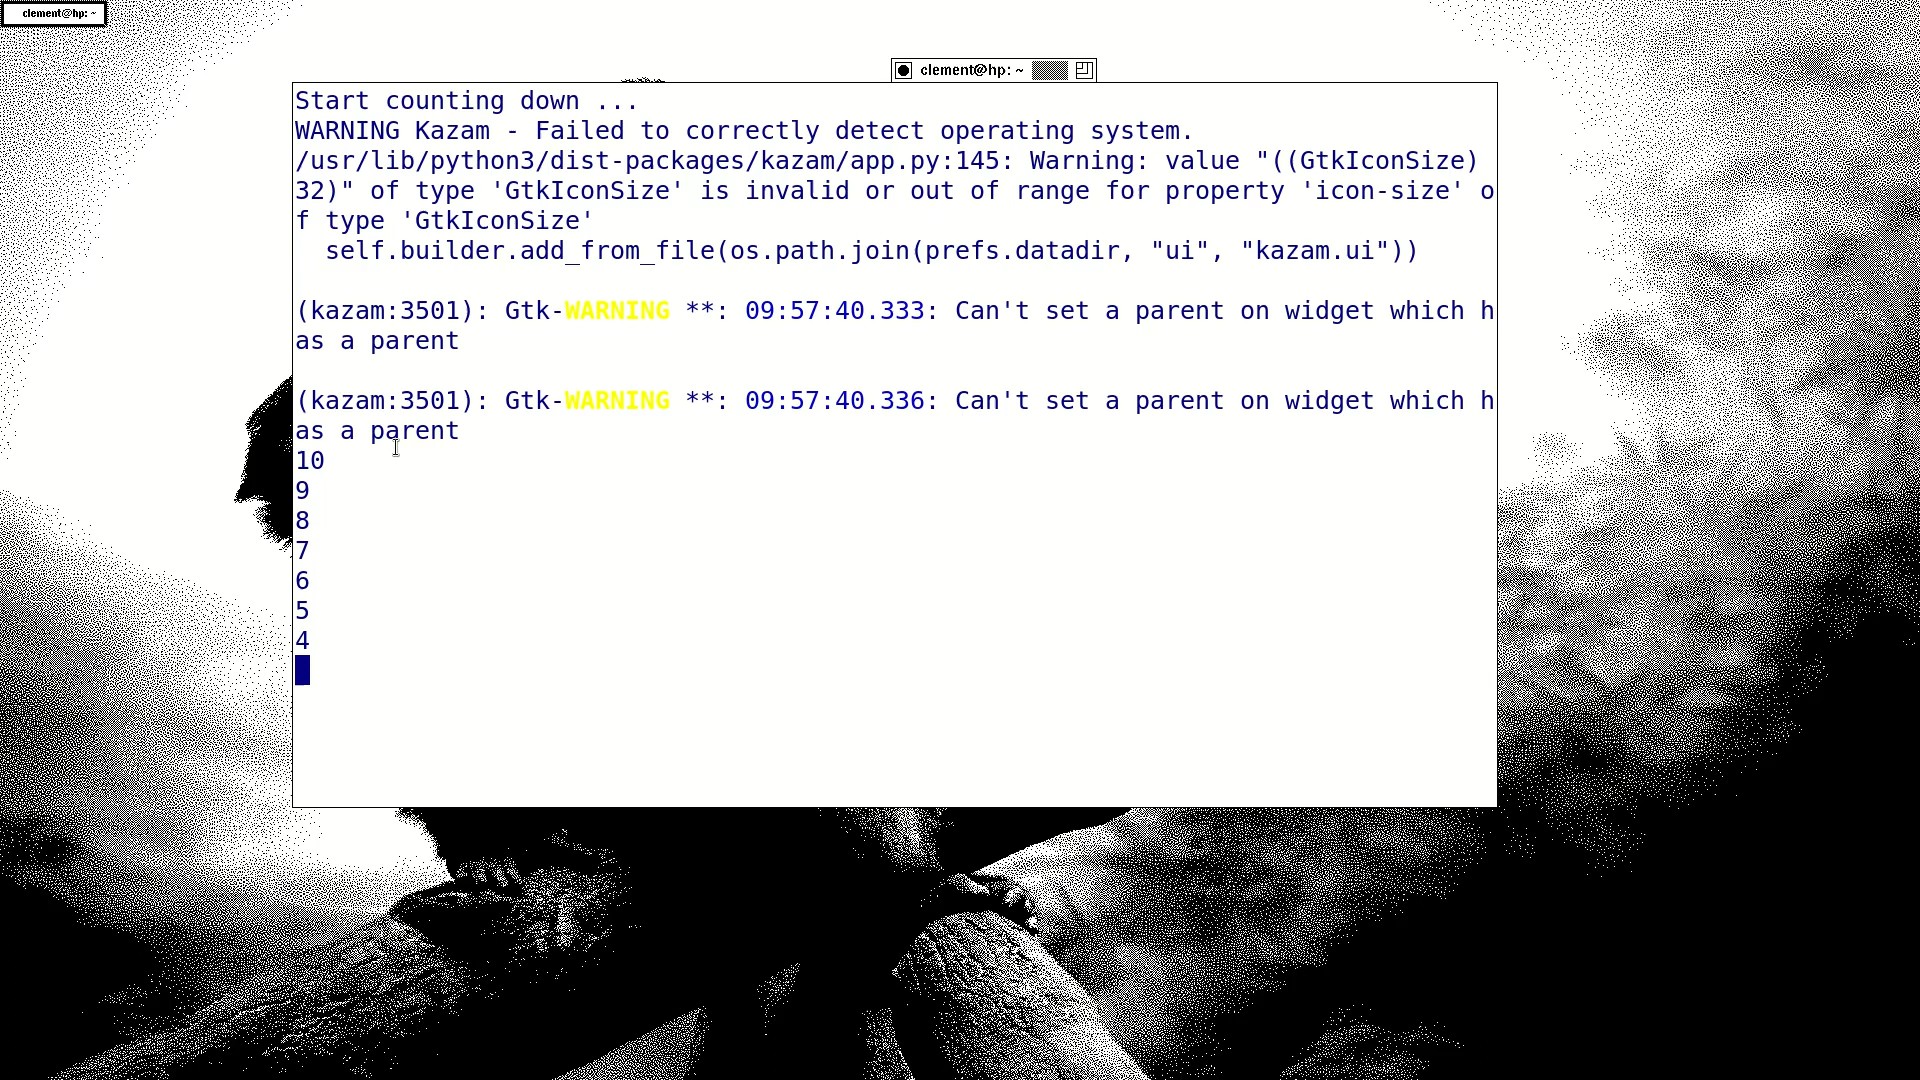 clement@hp: ~
clement@hp: ~
Start counting down ...
WARNING Kazam - Failed to correctly detect operating system.
/usr/lib/python3/dist-packages/kazam/app.py:145: Warning: value "((GtkIconSize)
32)" of type 'GtkIconSize' is invalid or out of range for property 'icon-size' o
f type 'GtkIconSize'
  self.builder.add_from_file(os.path.join(prefs.datadir, "ui", "kazam.ui"))
(kazam:3501): Gtk-WARNING **: 09:57:40.333: Can't set a parent on widget which h
as a parent
(kazam:3501): Gtk-WARNING **: 09:57:40.336: Can't set a parent on widget which h
as a parent
10
9
8
7
6
5
4